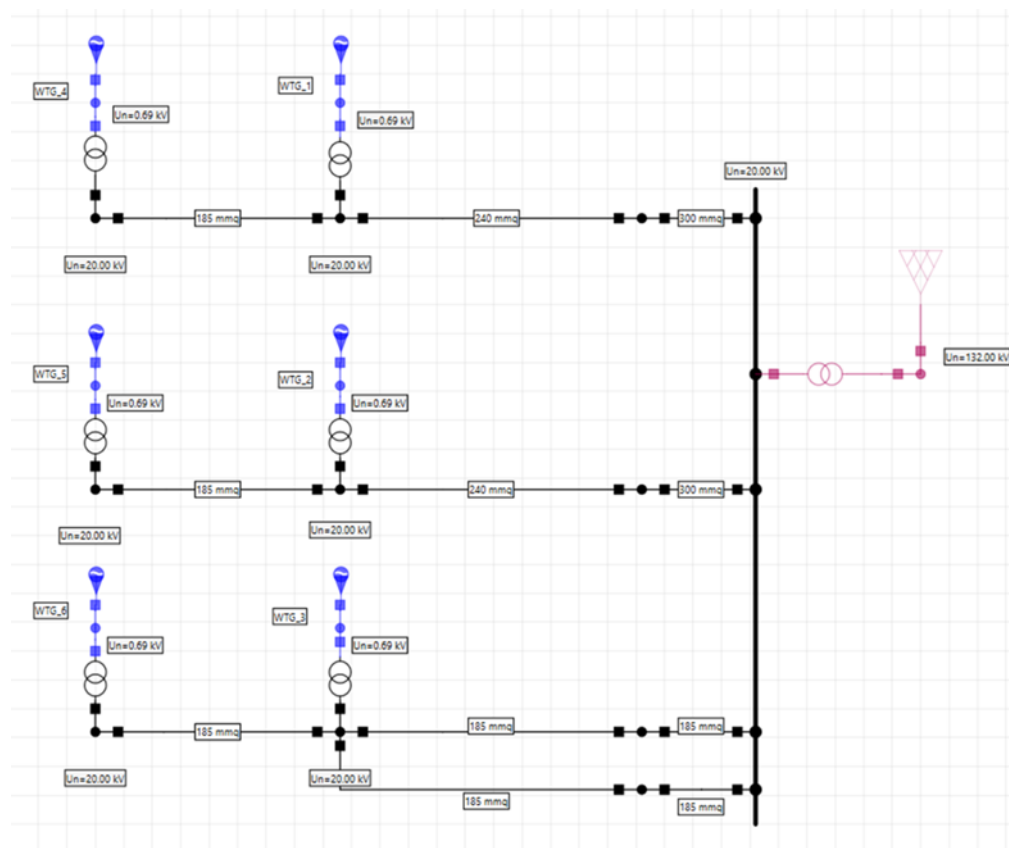 WTG_4
WTG_1
Un=0.69 kV
Un=0.69 kV
Un=20.00 kV
185 mmq
240 mmq
300 mmq
Un=20.00 kV
Un=20.00 kV
Un=132.00 kV
WTG_5
WTG_2
Un=0.69 kV
Un=0.69 kV
185 mmq
240 mmq
300 mmq
Un=20.00 kV
Un=20.00 kV
WTG_6
WTG_3
Un=0.69 kV
Un=0.69 kV
185 mmq
185 mmq
185 mmq
Un=20.00 kV
Un=20.00 kV
185 mmq
185 mmq